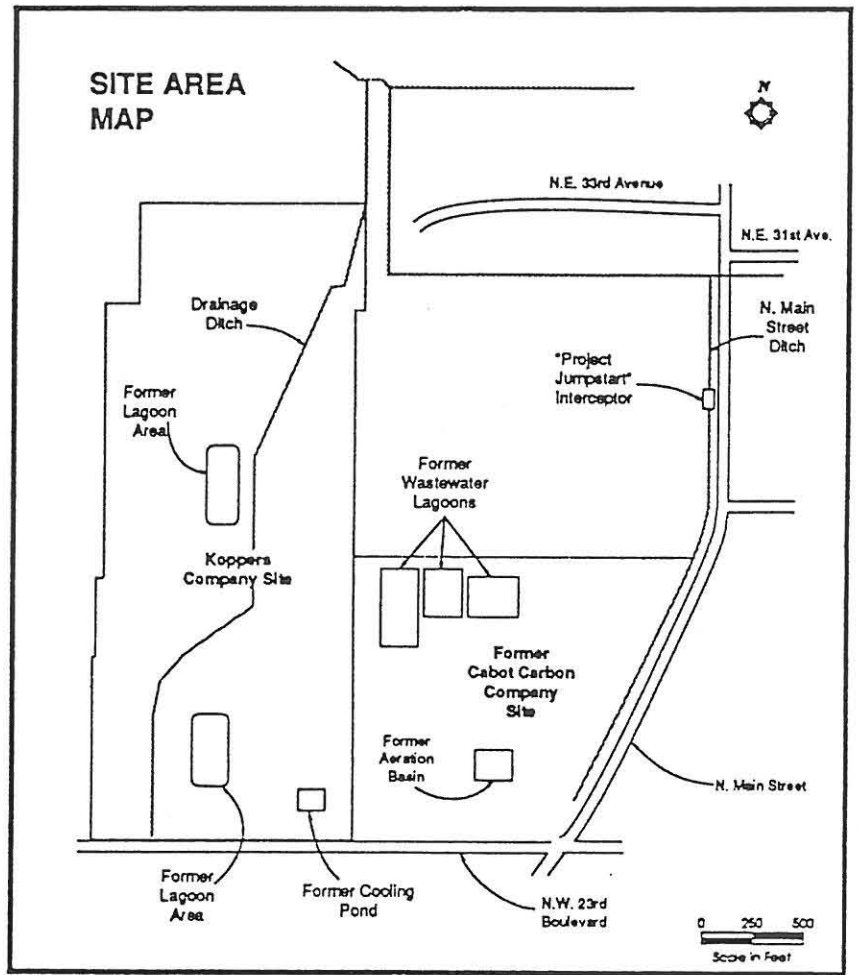 SITE AREA
MAP
N
N.E. 33rd Avenue
N.E. 31st Ave.
Drainage
Ditch
N. Main
Street
Ditch
"Project
Jumpstart"
Interceptor
Former
Lagoon
Area
Former
Wastewater
Lagoons
Koppers
Company Site
Former
Cabot Carbon
Company
Site
Former
Aeration
Basin
N. Main Street
Former
Lagoon
Area
Former Cooling
Pond
N.W. 23rd
Boulevard
0 250 500
Scale in Feet